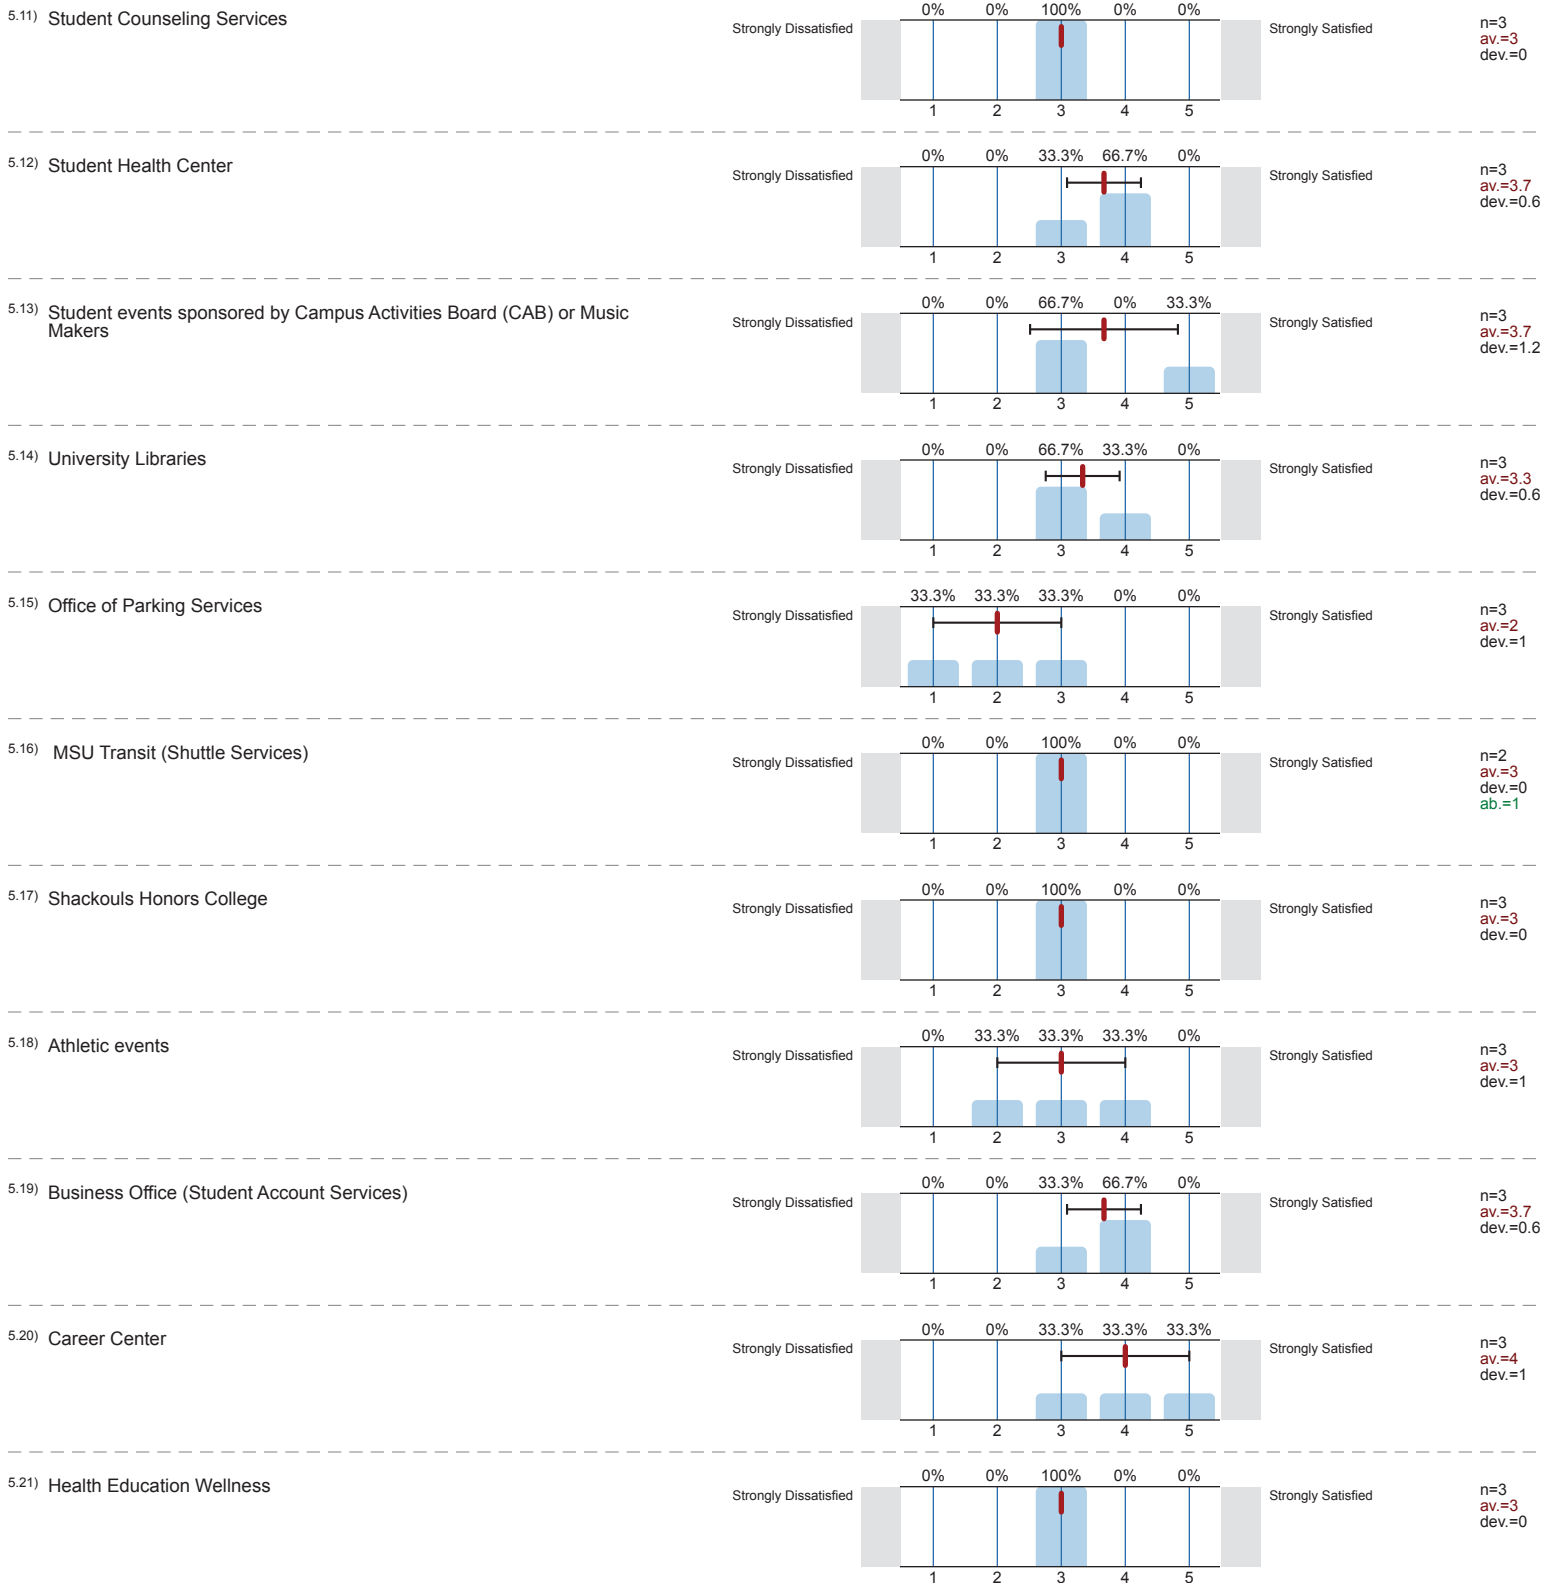 5.11) Student Counseling Services
0% 0% 100% 0% 0%
Strongly Dissatisfied Strongly Satisfied
n=3
av.=3
dev.=0
1 2 3 4 5
5.12) Student Health Center
0% 0% 33.3% 66.7% 0%
Strongly Dissatisfied Strongly Satisfied
n=3
av.=3.7
dev.=0.6
1 2 3 4 5
5.13) Student events sponsored by Campus Activities Board (CAB) or Music
Makers
0% 0% 66.7% 0% 33.3%
Strongly Dissatisfied Strongly Satisfied
n=3
av.=3.7
dev.=1.2
1 2 3 4 5
5.14) University Libraries
0% 0% 66.7% 33.3% 0%
Strongly Dissatisfied Strongly Satisfied
n=3
av.=3.3
dev.=0.6
1 2 3 4 5
5.15) Office of Parking Services
33.3% 33.3% 33.3% 0% 0%
Strongly Dissatisfied Strongly Satisfied
n=3
av.=2
dev.=1
1 2 3 4 5
5.16) MSU Transit (Shuttle Services)
0% 0% 100% 0% 0%
Strongly Dissatisfied Strongly Satisfied
n=2
av.=3
dev.=0
ab.=1
1 2 3 4 5
5.17) Shackouls Honors College
0% 0% 100% 0% 0%
Strongly Dissatisfied Strongly Satisfied
n=3
av.=3
dev.=0
1 2 3 4 5
5.18) Athletic events
0% 33.3% 33.3% 33.3% 0%
Strongly Dissatisfied Strongly Satisfied
n=3
av.=3
dev.=1
1 2 3 4 5
5.19) Business Office (Student Account Services)
0% 0% 33.3% 66.7% 0%
Strongly Dissatisfied Strongly Satisfied
n=3
av.=3.7
dev.=0.6
1 2 3 4 5
5.20) Career Center
0% 0% 33.3% 33.3% 33.3%
Strongly Dissatisfied Strongly Satisfied
n=3
av.=4
dev.=1
1 2 3 4 5
5.21) Health Education Wellness
0% 0% 100% 0% 0%
Strongly Dissatisfied Strongly Satisfied
n=3
av.=3
dev.=0
1 2 3 4 5